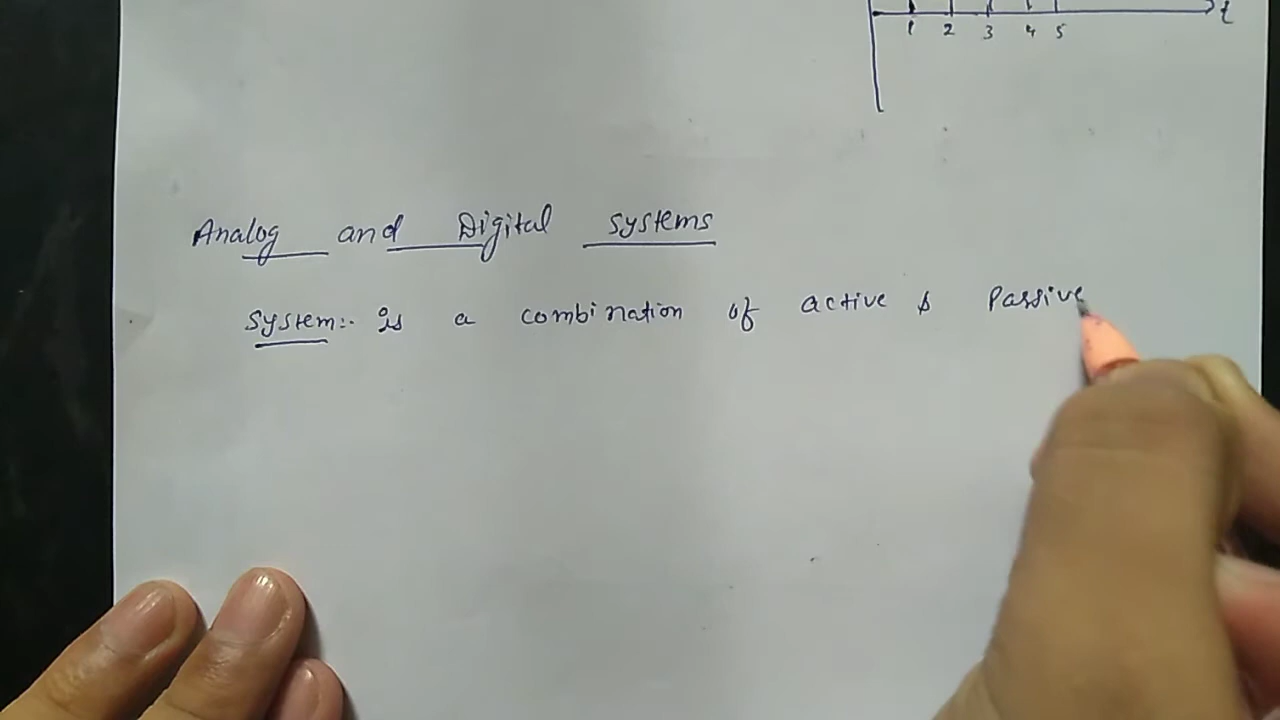 t
1 2 3 4 5
Analog and Digital systems
System:- is a combination of active & Passive